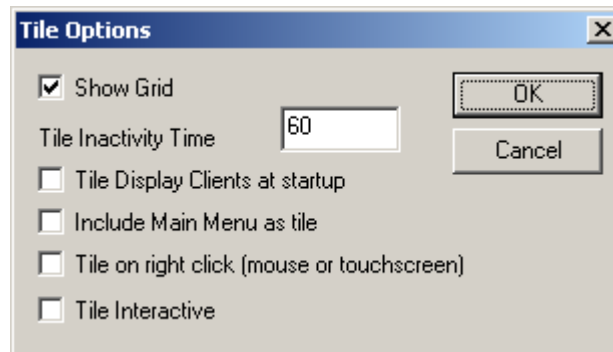 Tile Options
Show Grid
OK
Tile Inactivity Time 60
Cancel
Tile Display Clients at startup
Include Main Menu as tile
Tile on right click (mouse or touchscreen)
Tile Interactive